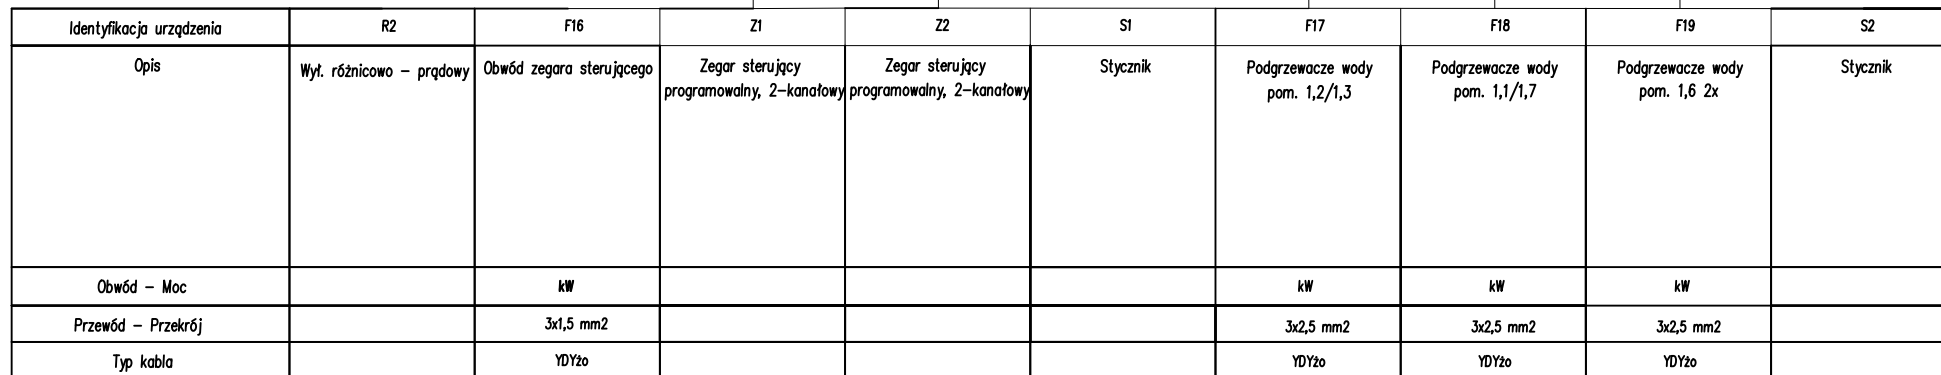 Identyfikacja urządzenia R2 F16 Z1 Z2 S1 F17 F18 F19 S2
Opis Wył. różnicowo – prądowy Obwód zegara sterującego Zegar sterujący Zegar sterujący Stycznik Podgrzewacze wody Podgrzewacze wody Podgrzewacze wody Stycznik
programowalny, 2–kanałowy programowalny, 2–kanałowy pom. 1,2/1,3 pom. 1,1/1,7 pom. 1,6 2x
Obwód – Moc kW kW kW kW
Przewód – Przekrój 3x1,5 mm2 3x2,5 mm2 3x2,5 mm2 3x2,5 mm2
Typ kabla YDYżo YDYżo YDYżo YDYżo